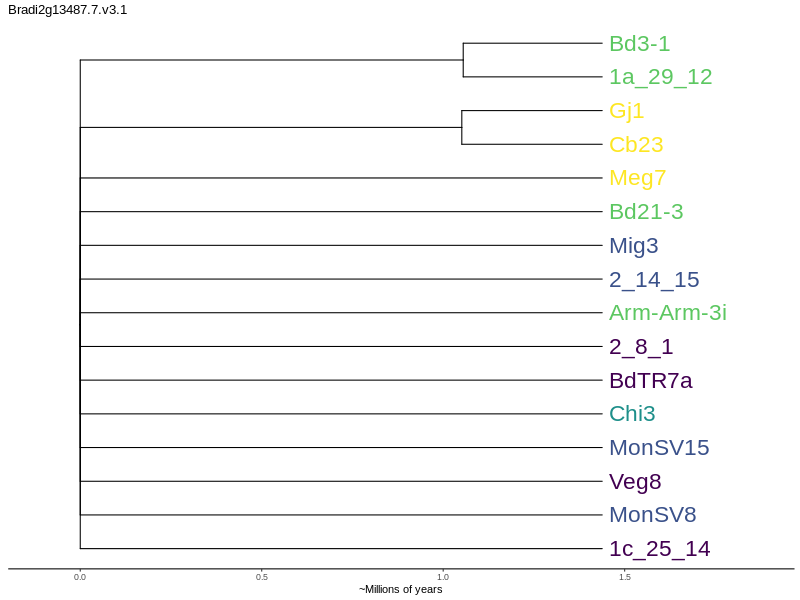 Bradi2g13487.7.v3.1
Bd3-1
1a_29_12
Gj1
Cb23
Meg7
Bd21-3
Mig3
2_14_15
Arm-Arm-3i
2_8_1
BdTR7a
Chi3
MonSV15
Veg8
MonSV8
1c_25_14
0.0 0.5 1.0 1.5
~Millions of years